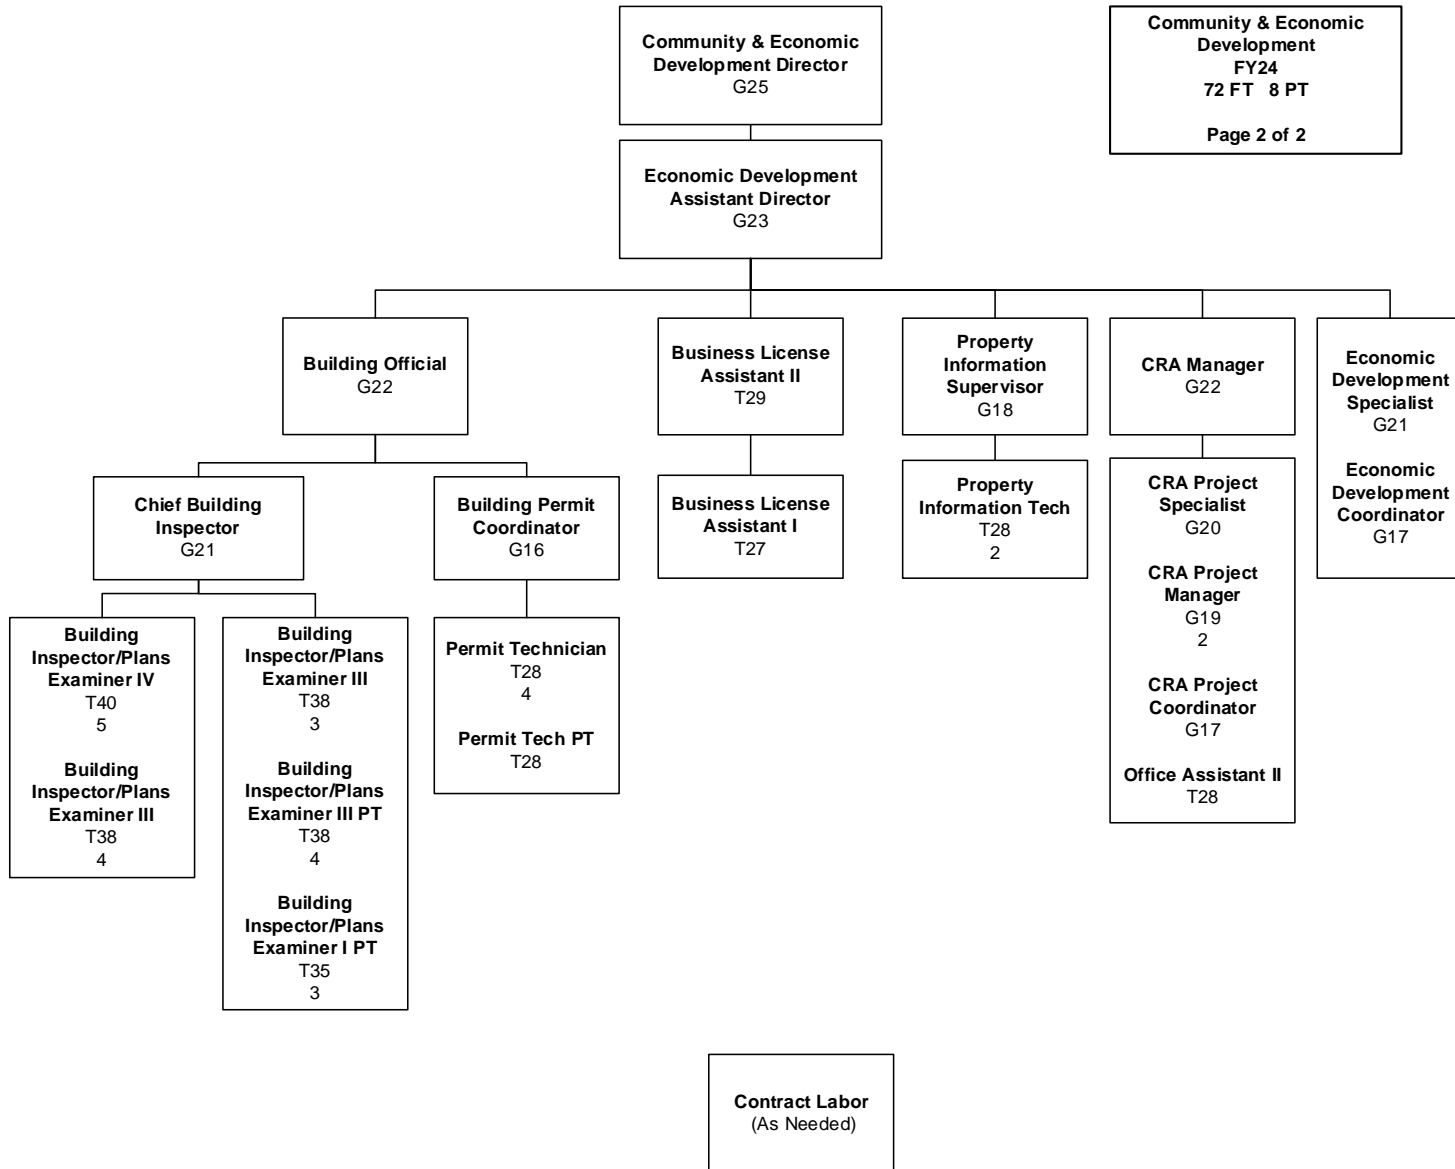 Community & Economic
Development Director
G25
Community & Economic
Development
FY24
72 FT   8 PT
Page 2 of 2
Economic Development
Assistant Director
G23
Building Official
G22
Business License
Assistant II
T29
Property
Information
Supervisor
G18
CRA Manager
G22
Economic
Development
Specialist
G21
Economic
Development
Coordinator
G17
Chief Building
Inspector
G21
Building Permit
Coordinator
G16
Business License
Assistant I
T27
Property
Information Tech
T28
2
CRA Project
Specialist
G20
CRA Project
Manager
G19
2
CRA Project
Coordinator
G17
Office Assistant II
T28
Building
Inspector/Plans
Examiner IV
T40
5
Building
Inspector/Plans
Examiner III
T38
4
Building
Inspector/Plans
Examiner III
T38
3
Building
Inspector/Plans
Examiner III PT
T38
4
Building
Inspector/Plans
Examiner I PT
T35
3
Permit Technician
T28
4
Permit Tech PT
T28
Contract Labor
(As Needed)